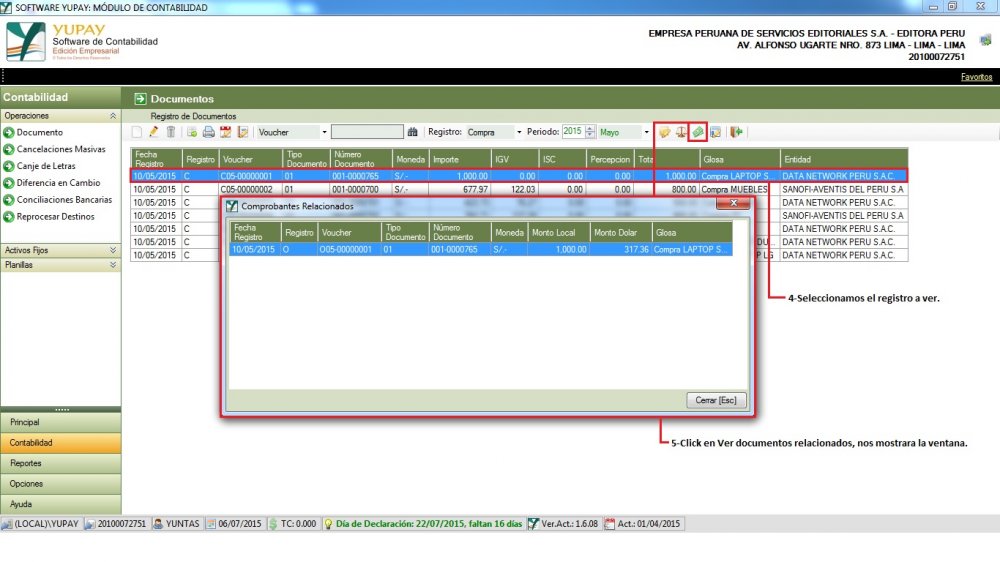 SOFTWARE YUPAY: MÓDULO DE CONTABILIDAD
YUPAY
Software de Contabilidad
Edición Empresarial
© Todos los Derechos Reservados
EMPRESA PERUANA DE SERVICIOS EDITORIALES S.A. - EDITORA PERU
AV. ALFONSO UGARTE NRO. 873 LIMA - LIMA - LIMA
20100072751
Favoritos
Contabilidad
Documentos
Operaciones
Registro de Documentos
Documento
Voucher
Registro: Compra
Periodo: 2015 Mayo
Cancelaciones Masivas
Canje de Letras
Diferencia en Cambio
Conciliaciones Bancarias
Reprocesar Destinos
Activos Fijos
Planillas
Fecha Registro Registro Voucher Tipo Documento Número Documento Moneda Importe IGV ISC Percepcion Total Glosa Entidad
10/05/2015 C C05-00000001 01 001-0000765 S/.- 1,000.00 0.00 0.00 0.00 1,000.00 Compra LAPTOP S... DATA NETWORK PERU S.A.C.
10/05/2015 C C05-00000002 01 001-0000700 S/.- 677.97 122.03 0.00 0.00 800.00 Compra MUEBLES SANOFI-AVENTIS DEL PERU S.A
10/05/2015 C DATA NETWORK PERU S.A.C.
10/05/2015 C SANOFI-AVENTIS DEL PERU S.A
10/05/2015 C DATA NETWORK PERU S.A.C.
10/05/2015 C DU... DATA NETWORK PERU S.A.C.
10/05/2015 C P LG DATA NETWORK PERU S.A.C.
Comprobantes Relacionados
Fecha Registro Registro Voucher Tipo Documento Número Documento Moneda Monto Local Monto Dolar Glosa
10/05/2015 O O05-00000001 01 001-0000765 S/.- 1,000.00 317.36 Compra LAPTOP S...
Cerrar [Esc]
4-Seleccionamos el registro a ver.
5-Click en Ver documentos relacionados, nos mostrara la ventana.
Principal
Contabilidad
Reportes
Opciones
Ayuda
(LOCAL)\YUPAY 20100072751 YUNTAS 06/07/2015 TC: 0.000 Día de Declaración: 22/07/2015, faltan 16 días Ver.Act.: 1.6.08 Act.: 01/04/2015